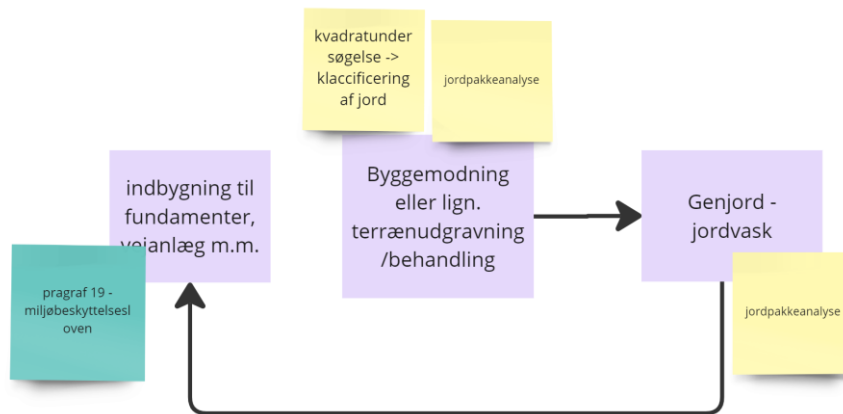 kvadratunder
søgelse ->
klaccificering
af jord
jordpakkeanalyse
indbygning til
fundamenter,
vejanlæg m.m.
Byggemodning
eller lign.
terrænudgravning
/behandling
Genjord -
jordvask
pragraf 19 -
miljøbeskyttelsesl
oven
jordpakkeanalyse